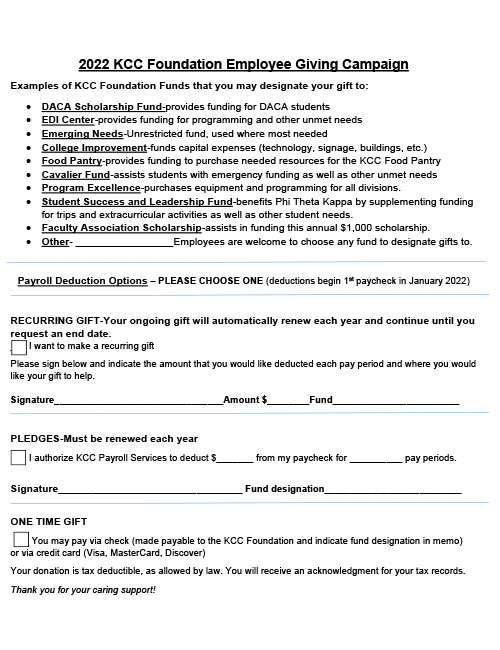 2022 KCC Foundation Employee Giving Campaign
Examples of KCC Foundation Funds that you may designate your gift to:
• DACA Scholarship Fund-provides funding for DACA students
• EDI Center-provides funding for programming and other unmet needs
• Emerging Needs-Unrestricted fund, used where most needed
• College Improvement-funds capital expenses (technology, signage, buildings, etc.)
• Food Pantry-provides funding to purchase needed resources for the KCC Food Pantry
• Cavalier Fund-assists students with emergency funding as well as other unmet needs
• Program Excellence-purchases equipment and programming for all divisions.
• Student Success and Leadership Fund-benefits Phi Theta Kappa by supplementing funding
for trips and extracurricular activities as well as other student needs.
• Faculty Association Scholarship-assists in funding this annual $1,000 scholarship.
• Other- __________________Employees are welcome to choose any fund to designate gifts to.
Payroll Deduction Options – PLEASE CHOOSE ONE (deductions begin 1st paycheck in January 2022)
RECURRING GIFT-Your ongoing gift will automatically renew each year and continue until you
request an end date.
I want to make a recurring gift
Please sign below and indicate the amount that you would like deducted each pay period and where you would
like your gift to help.
Signature________________________________Amount $________Fund________________________
PLEDGES-Must be renewed each year
I authorize KCC Payroll Services to deduct $_______ from my paycheck for __________ pay periods.
Signature___________________________________ Fund designation__________________________
ONE TIME GIFT
You may pay via check (made payable to the KCC Foundation and indicate fund designation in memo)
or via credit card (Visa, MasterCard, Discover)
Your donation is tax deductible, as allowed by law. You will receive an acknowledgment for your tax records.
Thank you for your caring support!